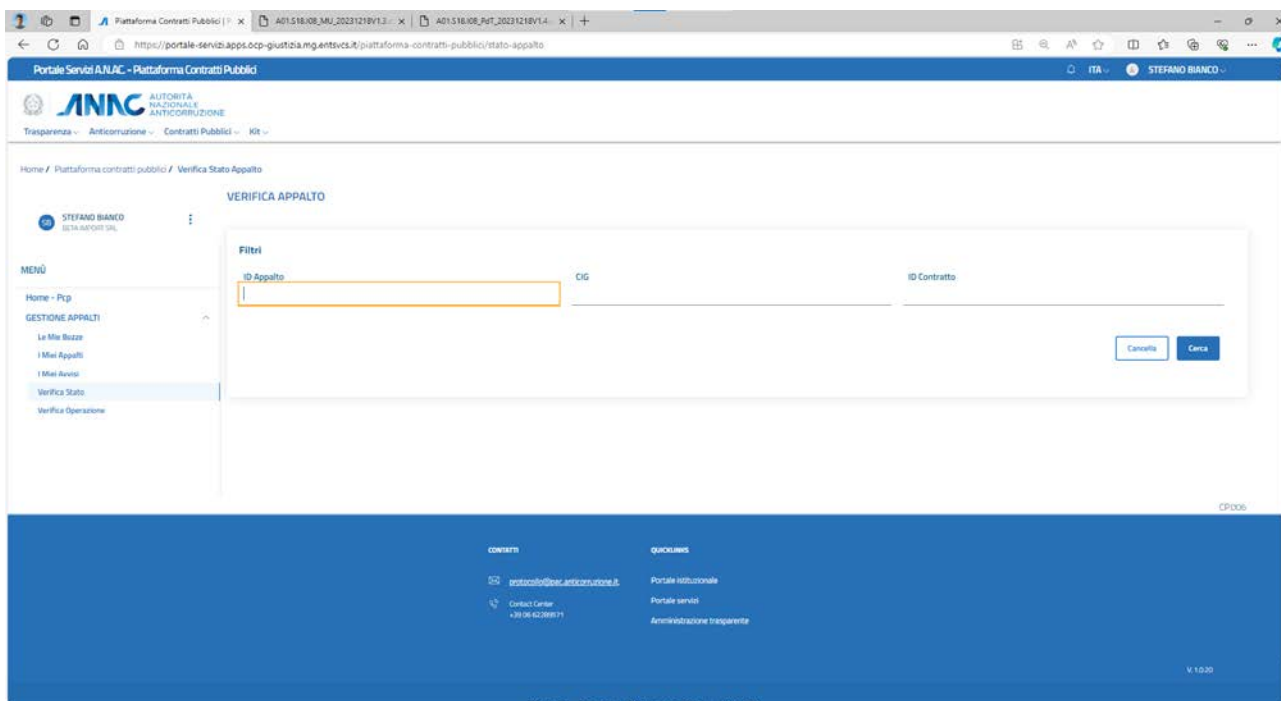 Piattaforma Contratti Pubblici | P
A01.S18.I08_MU_20231218V1.3
A01.S18.I08_PdT_20231218V1.4
https://portale-servizi.apps.ocp-giustizia.mg.entsvcs.it/piattaforma-contratti-pubblici/stato-appalto
Portale Servizi A.N.AC. - Piattaforma Contratti Pubblici
ITA
STEFANO BIANCO
ANAC
AUTORITÀ
NAZIONALE
ANTICORRUZIONE
Trasparenza
Anticorruzione
Contratti Pubblici
Kit
Home / Piattaforma contratti pubblici / Verifica Stato Appalto
VERIFICA APPALTO
SB
STEFANO BIANCO
BETA IMPORT SRL
MENÙ
Home - Pcp
GESTIONE APPALTI
Le Mie Bozze
I Miei Appalti
I Miei Avvisi
Verifica Stato
Verifica Operazione
Filtri
ID Appalto
CIG
ID Contratto
Cancella
Cerca
CP.006
CONTATTI
protocollo@pec.anticorruzione.it
Contact Center
QUICKLINKS
Portale istituzionale
Portale servizi
Amministrazione trasparente
V. 1.0.20